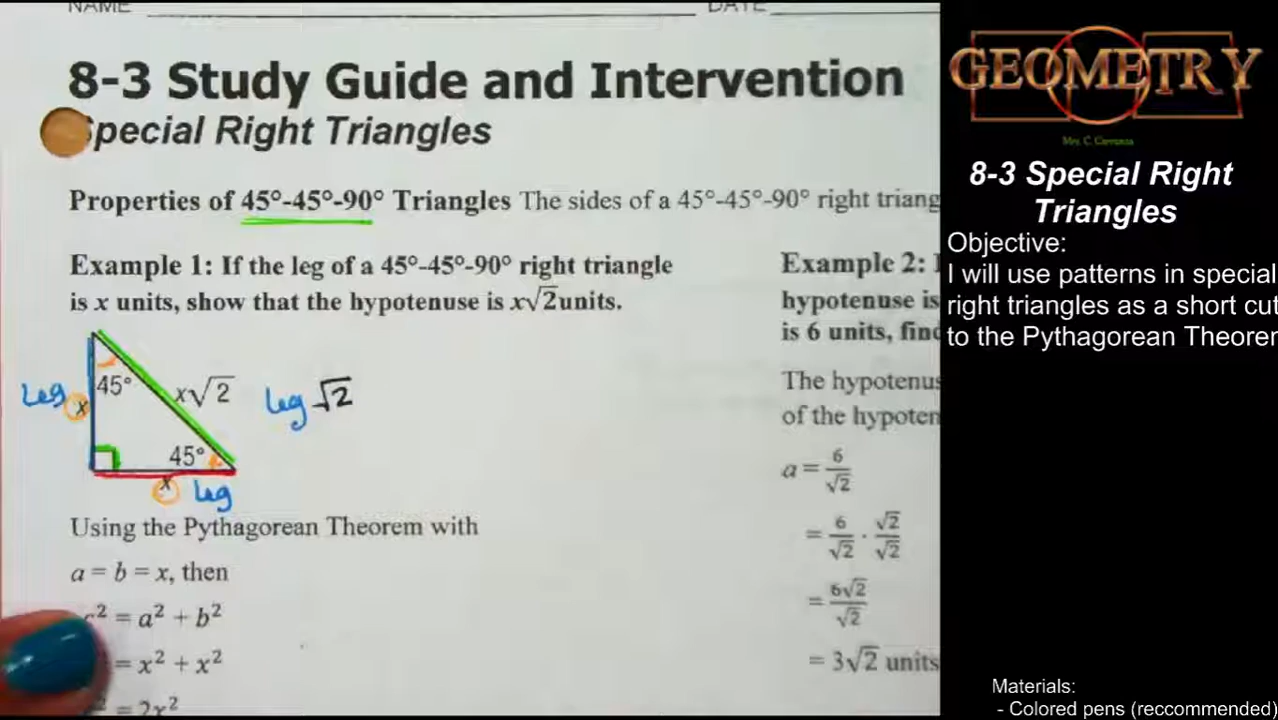 NAME DATE
8-3 Study Guide and Intervention
pecial Right Triangles
Properties of 45°-45°-90° Triangles The sides of a 45°-45°-90° right triang
Example 1: If the leg of a 45°-45°-90° right triangle
is x units, show that the hypotenuse is x√2units.
45°
x√2
leg √2
leg
x
45°
x
leg
Using the Pythagorean Theorem with
a = b = x, then
c² = a² + b²
= x² + x²
² = 2x²
Example 2:
hypotenuse is
is 6 units, find
The hypotenus
of the hypoten
a = 6/√2
= 6/√2 · √2/√2
= 6√2/√2
= 3√2 units
GEOMETRY
8-3 Special Right
Triangles
Objective:
I will use patterns in special
right triangles as a short cut
to the Pythagorean Theorem
Materials:
- Colored pens (reccommended)